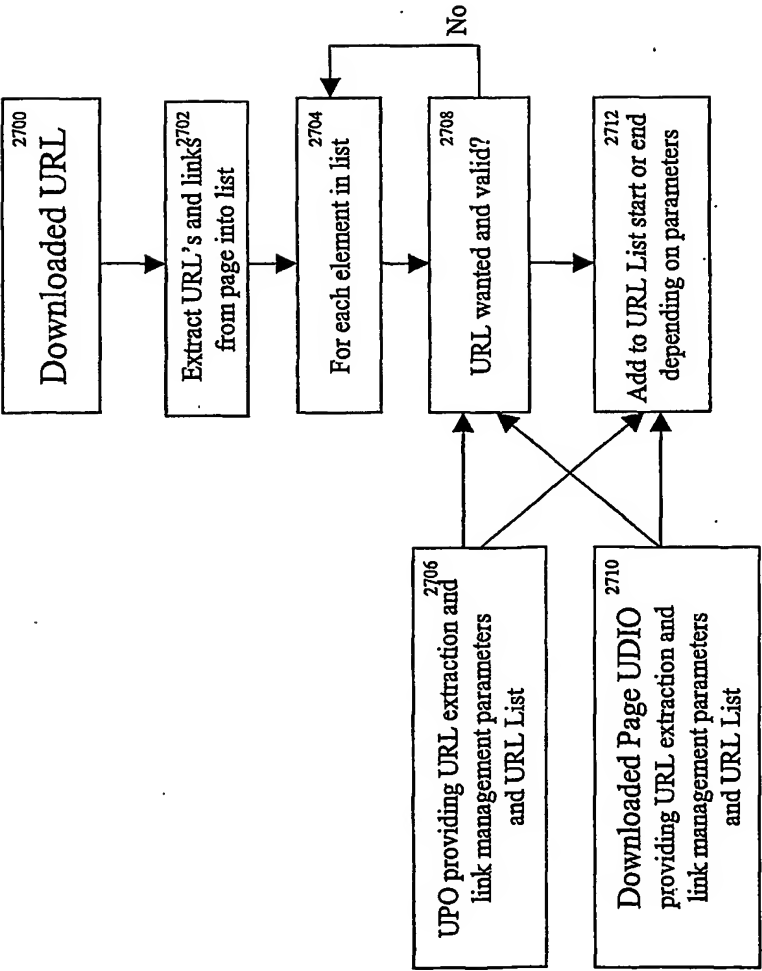 2700
Downloaded URL
2702
Extract URL's and links
from page into list
2704
For each element in list
No
2708
URL wanted and valid?
2712
Add to URL List start or end
depending on parameters
2706
UPO providing URL extraction and
link management parameters
and URL List
2710
Downloaded Page UDIO
providing URL extraction and
link management parameters
and URL List